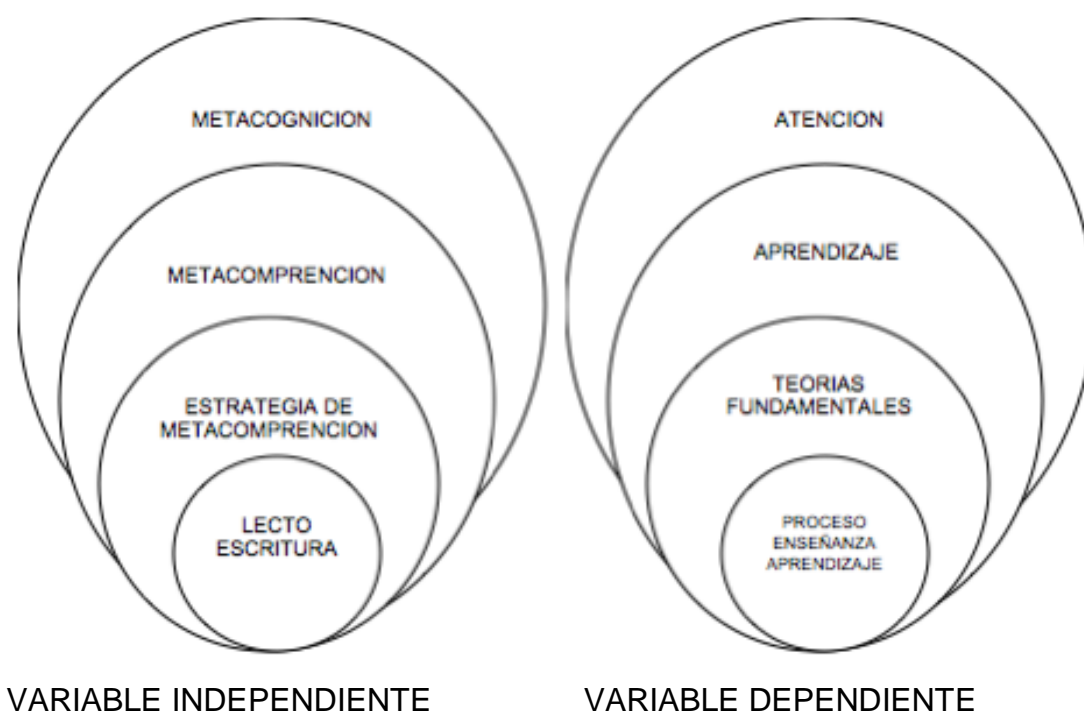 METACOGNICION
METACOMPRENCION
ESTRATEGIA DE
METACOMPRENCION
LECTO
ESCRITURA
ATENCION
APRENDIZAJE
TEORIAS
FUNDAMENTALES
PROCESO
ENSEÑANZA
APRENDIZAJE
VARIABLE INDEPENDIENTE
VARIABLE DEPENDIENTE